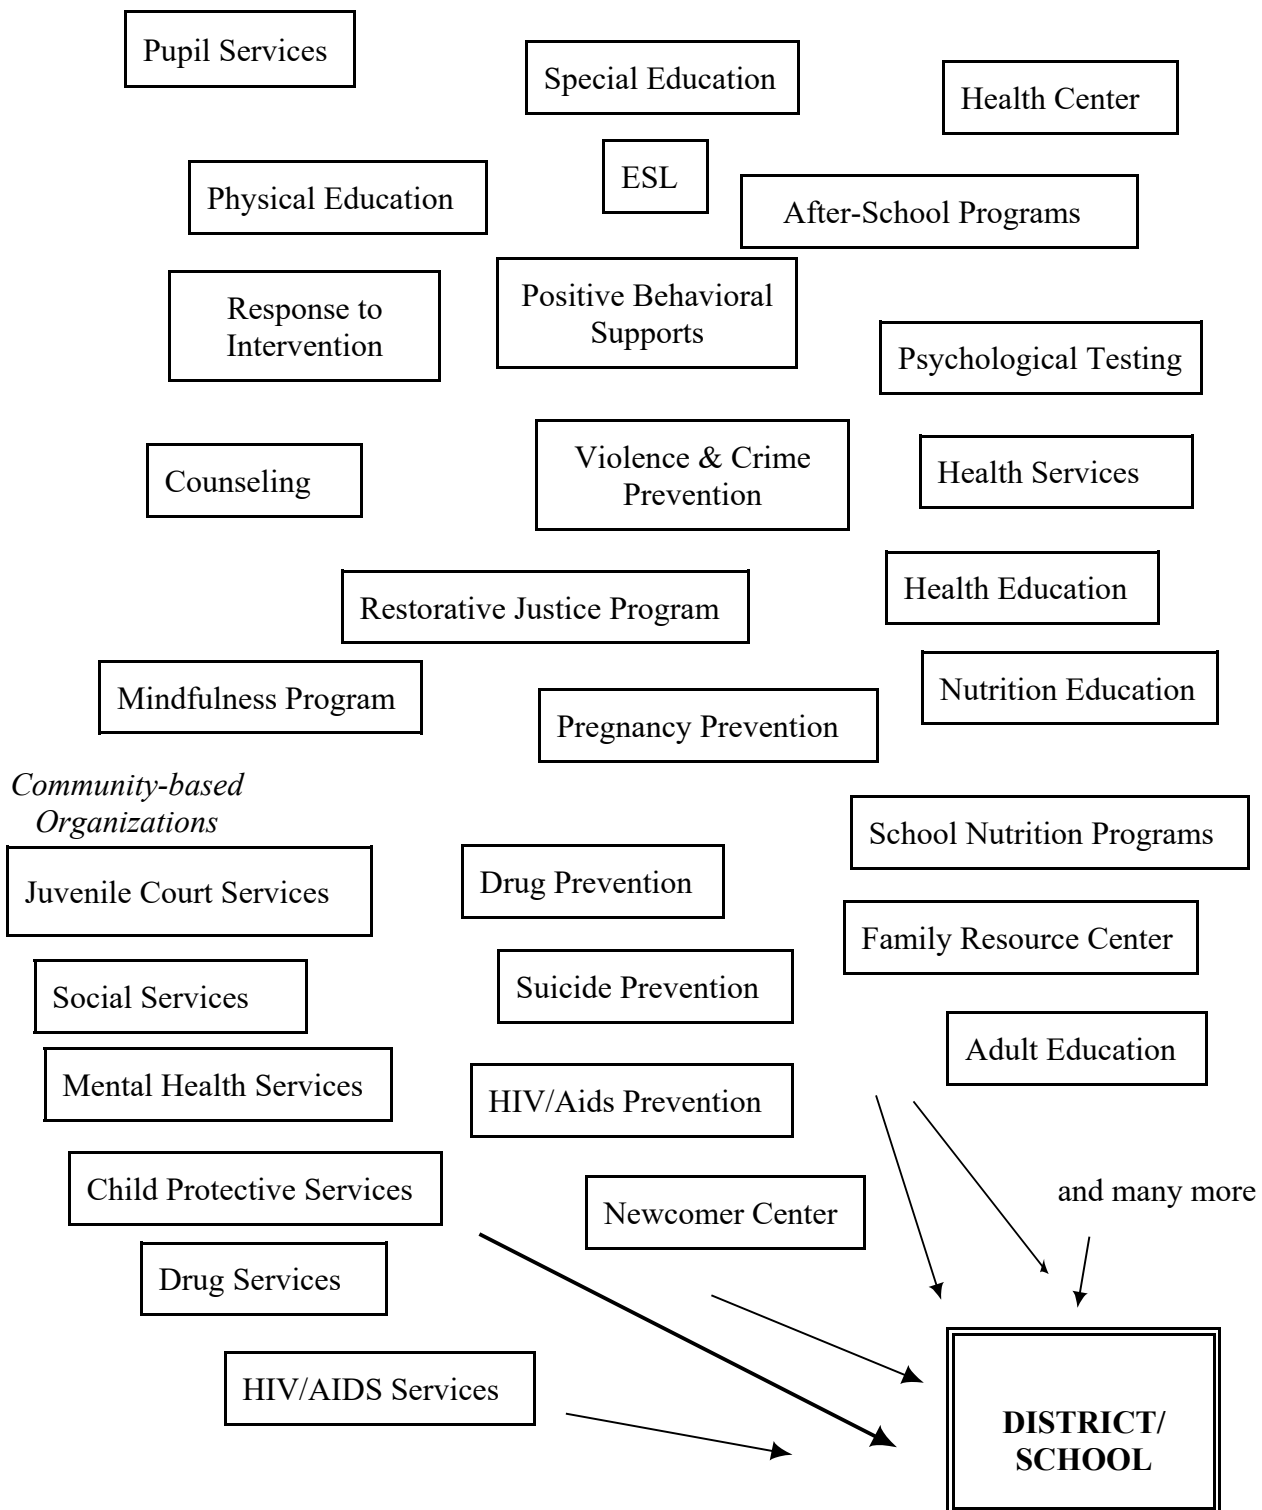 Pupil Services
Special Education
Health Center
ESL
Physical Education
After-School Programs
Response to
Intervention
Positive Behavioral
Supports
Psychological Testing
Counseling
Violence & Crime
Prevention
Health Services
Health Education
Restorative Justice Program
Mindfulness Program
Nutrition Education
Pregnancy Prevention
Community-based
Organizations
School Nutrition Programs
Juvenile Court Services
Drug Prevention
Family Resource Center
Social Services
Suicide Prevention
Adult Education
Mental Health Services
HIV/Aids Prevention
Child Protective Services
Newcomer Center
and many more
Drug Services
HIV/AIDS Services
DISTRICT/
SCHOOL